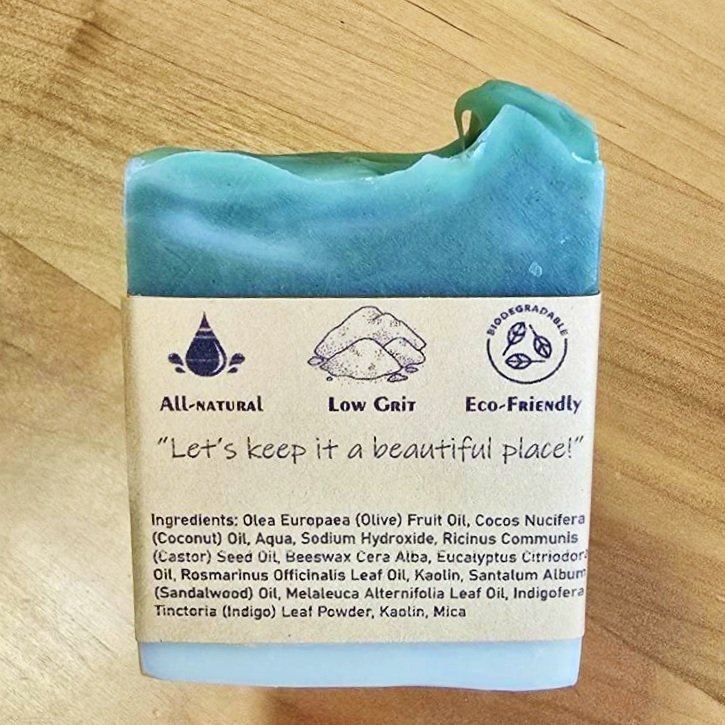 BIODEGRADABLE
All-natural Low Grit Eco-Friendly
"Let's keep it a beautiful place!"
Ingredients: Olea Europaea (Olive) Fruit Oil, Cocos Nucifera
(Coconut) Oil, Aqua, Sodium Hydroxide, Ricinus Communis
(Castor) Seed Oil, Beeswax Cera Alba, Eucalyptus Citriodora
Oil, Rosmarinus Officinalis Leaf Oil, Kaolin, Santalum Album
(Sandalwood) Oil, Melaleuca Alternifolia Leaf Oil, Indigofera
Tinctoria (Indigo) Leaf Powder, Kaolin, Mica